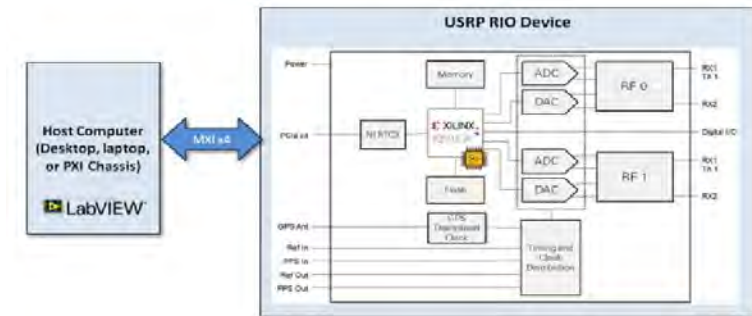 USRP RIO Device
Host Computer
(Desktop, laptop,
or PXI Chassis)
LabVIEW
MXI x4
Power
PCIe x4
Memory
XILINX
Flash
ADC
DAC
RF 0
RX1
TX 1
RX2
Digital I/O
ADC
DAC
RF 1
RX1
TX 1
RX2
GPS Ant
GPS
Disciplined
Clock
Ref In
PPS In
Ref Out
PPS Out
Timing and
Clock
Distribution